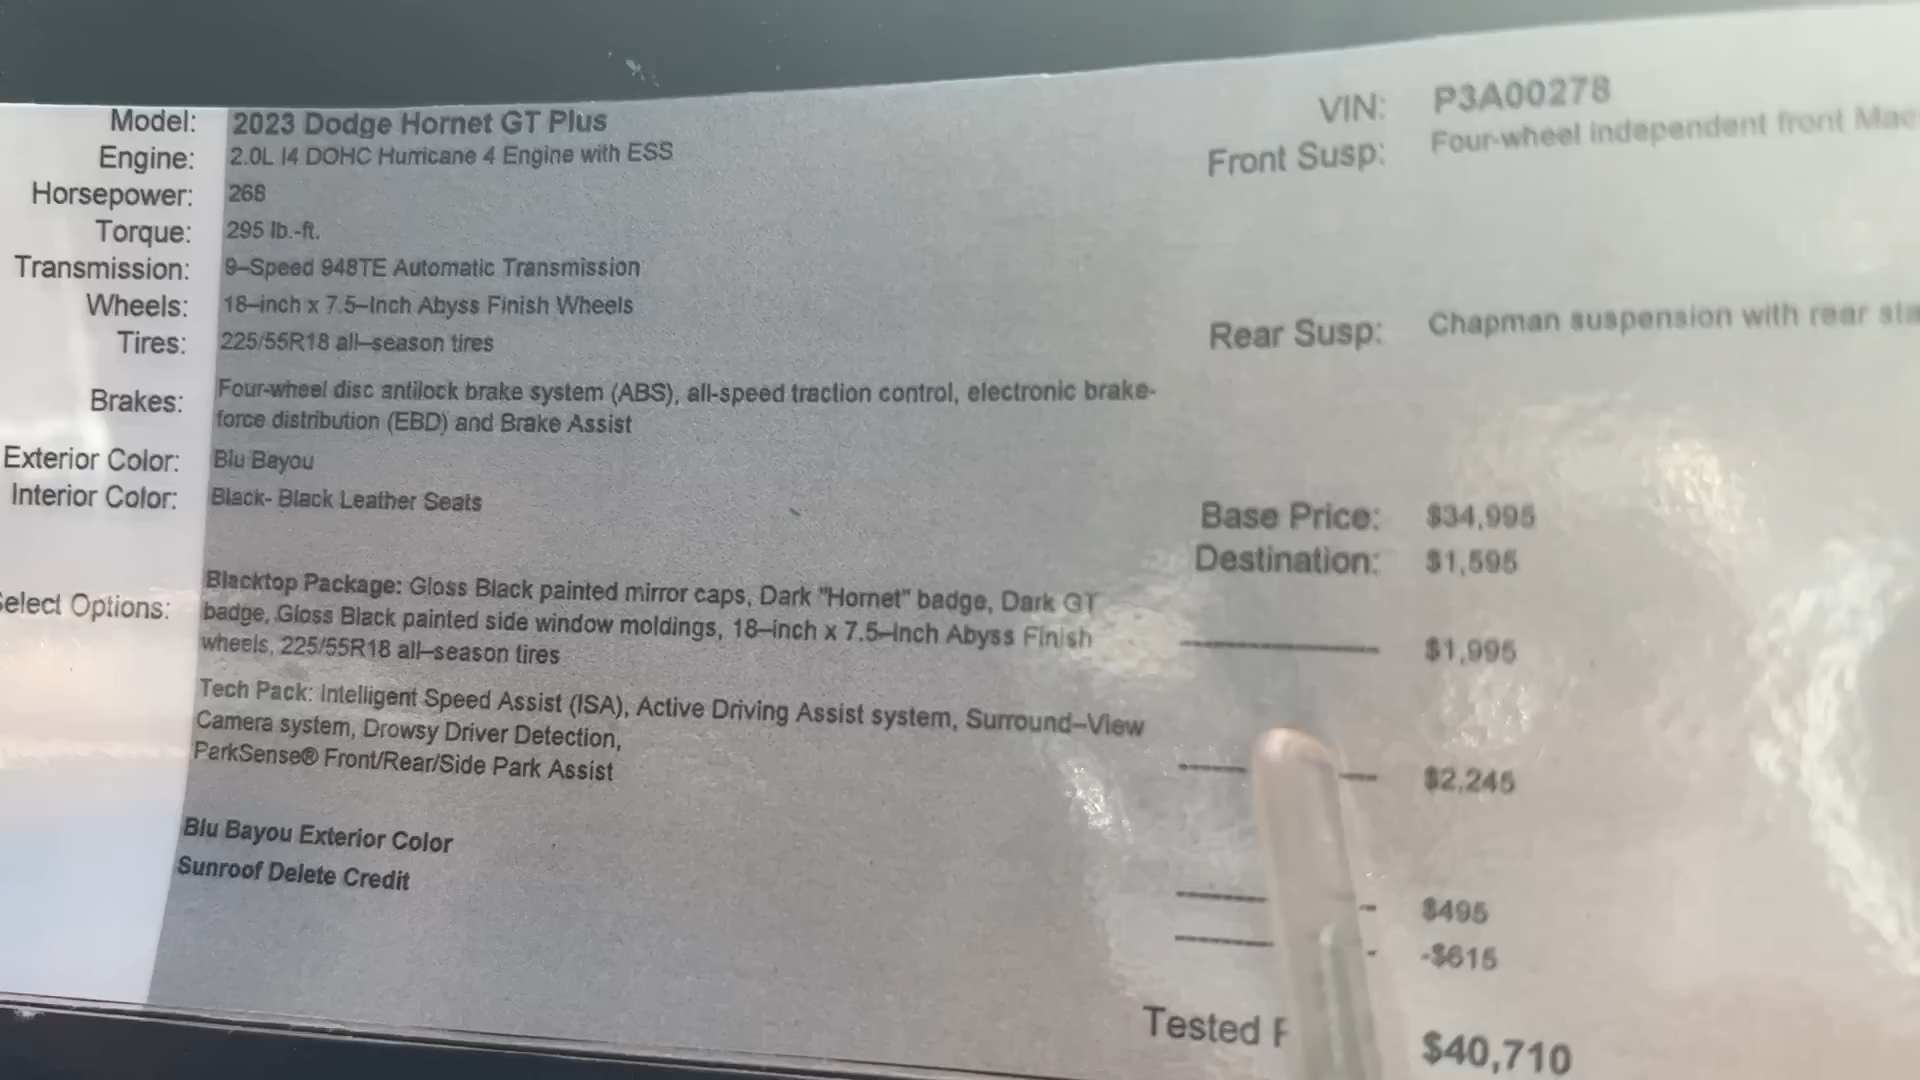 Model: 2023 Dodge Hornet GT Plus
Engine: 2.0L I4 DOHC Hurricane 4 Engine with ESS
Horsepower: 268
Torque: 295 lb.-ft.
Transmission: 9–Speed 948TE Automatic Transmission
Wheels: 18–inch x 7.5–Inch Abyss Finish Wheels
Tires: 225/55R18 all–season tires
Brakes: Four-wheel disc antilock brake system (ABS), all-speed traction control, electronic brake-
force distribution (EBD) and Brake Assist
Exterior Color: Blu Bayou
Interior Color: Black- Black Leather Seats
Select Options: Blacktop Package: Gloss Black painted mirror caps, Dark "Hornet" badge, Dark GT
badge, Gloss Black painted side window moldings, 18–inch x 7.5–Inch Abyss Finish
wheels, 225/55R18 all–season tires
Tech Pack: Intelligent Speed Assist (ISA), Active Driving Assist system, Surround–View
Camera system, Drowsy Driver Detection,
ParkSense® Front/Rear/Side Park Assist
Blu Bayou Exterior Color
Sunroof Delete Credit
VIN: P3A00278
Front Susp: Four-wheel independent front Mac
Rear Susp: Chapman suspension with rear sta
Base Price: $34,995
Destination: $1,595
$1,995
$2,245
$495
-$615
Tested P
$40,710